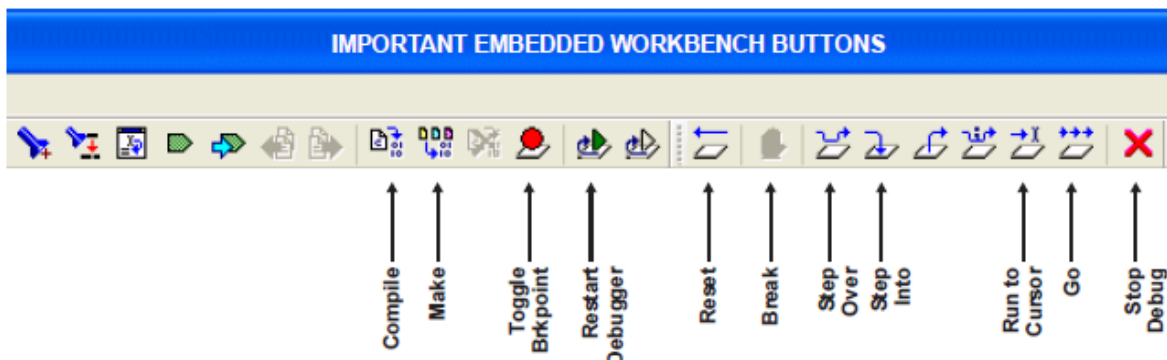 IMPORTANT EMBEDDED WORKBENCH BUTTONS
Compile
Make
Toggle
Brkpoint
Restart
Debugger
Reset
Break
Step
Over
Step
Into
Run to
Cursor
Go
Stop
Debug